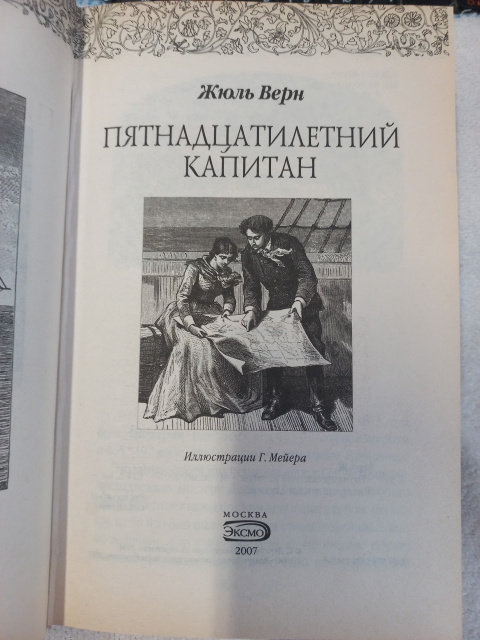 Жюль Верн
ПЯТНАДЦАТИЛЕТНИЙ
КАПИТАН
Иллюстрации Г. Мейера
МОСКВА
ЭКСМО
2007